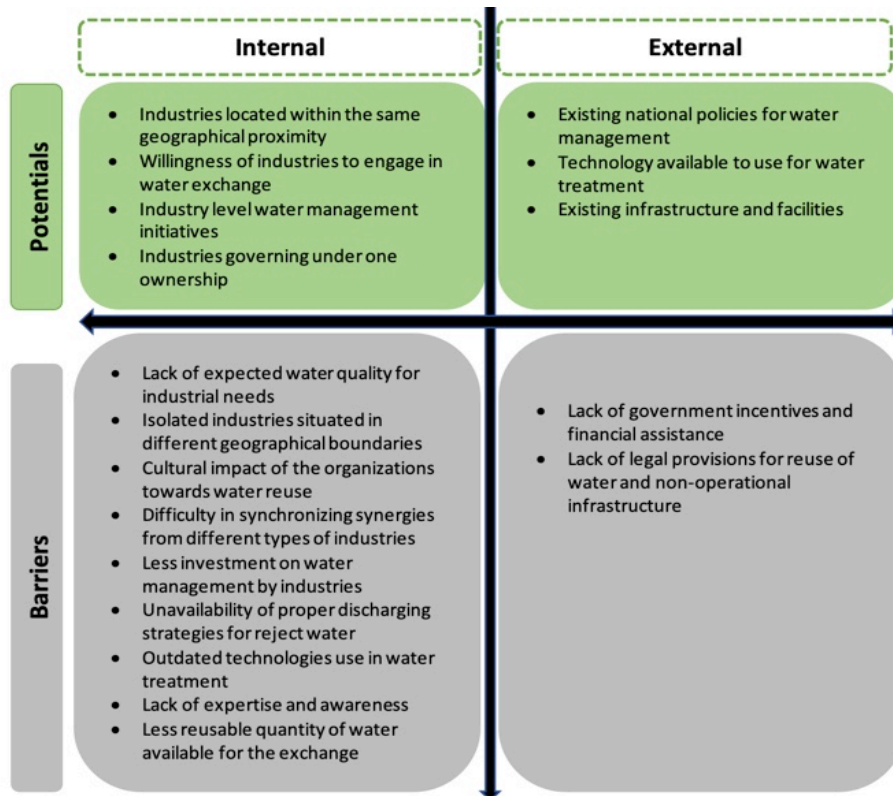 Internal
External
Potentials
• Industries located within the same
geographical proximity
• Willingness of industries to engage in
water exchange
• Industry level water management
initiatives
• Industries governing under one
ownership
• Existing national policies for water
management
• Technology available to use for water
treatment
• Existing infrastructure and facilities
Barriers
• Lack of expected water quality for
industrial needs
• Isolated industries situated in
different geographical boundaries
• Cultural impact of the organizations
towards water reuse
• Difficulty in synchronizing synergies
from different types of industries
• Less investment on water
management by industries
• Unavailability of proper discharging
strategies for reject water
• Outdated technologies use in water
treatment
• Lack of expertise and awareness
• Less reusable quantity of water
available for the exchange
• Lack of government incentives and
financial assistance
• Lack of legal provisions for reuse of
water and non-operational
infrastructure